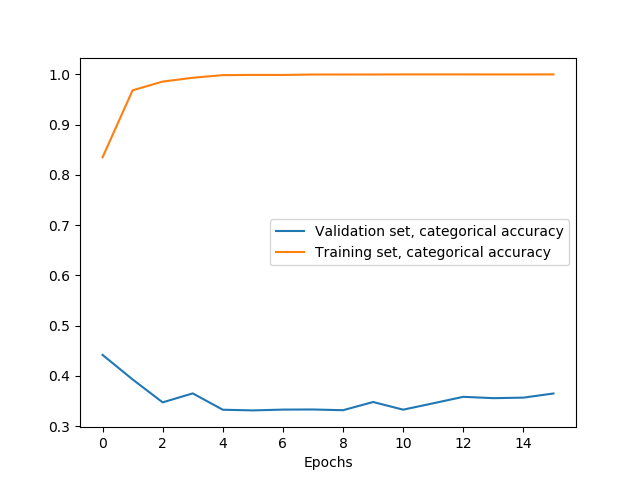 1.0
0.9
0.8
0.7
0.6
0.5
0.4
0.3
Validation set, categorical accuracy
Training set, categorical accuracy
0 2 4 6 8 10 12 14
Epochs